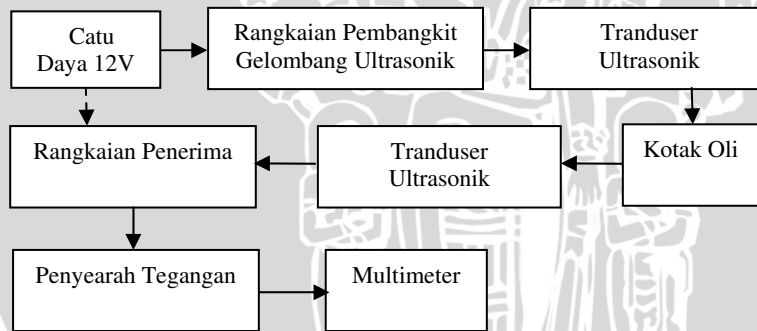 Catu
Daya 12V
Rangkaian Pembangkit
Gelombang Ultrasonik
Tranduser
Ultrasonik
Rangkaian Penerima
Tranduser
Ultrasonik
Kotak Oli
Penyearah Tegangan
Multimeter